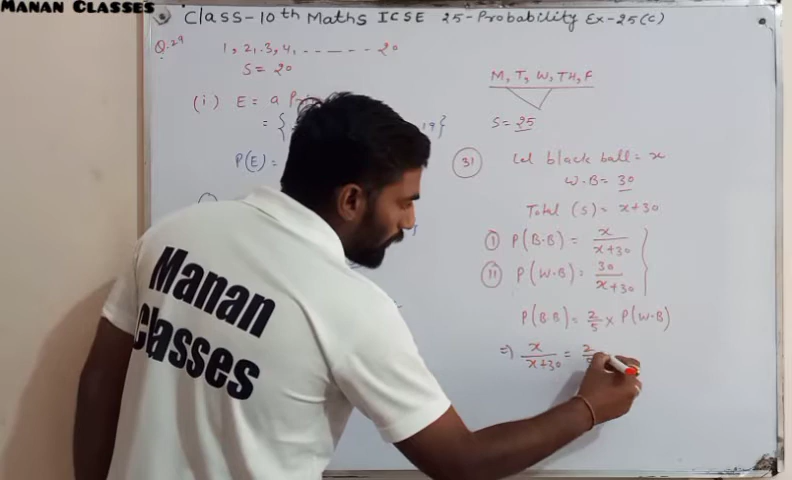 MANAN CLASSES
Class-10th Maths ICSE 25-Probability Ex-25(c)
Q.29
1, 2, 3, 4, ------ 20
S = 20
(i) E = a
= {
19}
P(E) =
M, T, W, TH, F
S = 25
31
Let black ball = x
W.B = 30
Total (S) = x+30
(i) P(B.B) = x/x+30
(ii) P(W.B) = 30/x+30
P(B.B) = 2/5 x P(W.B)
=> x/x+30 = 2
Manan
Classes